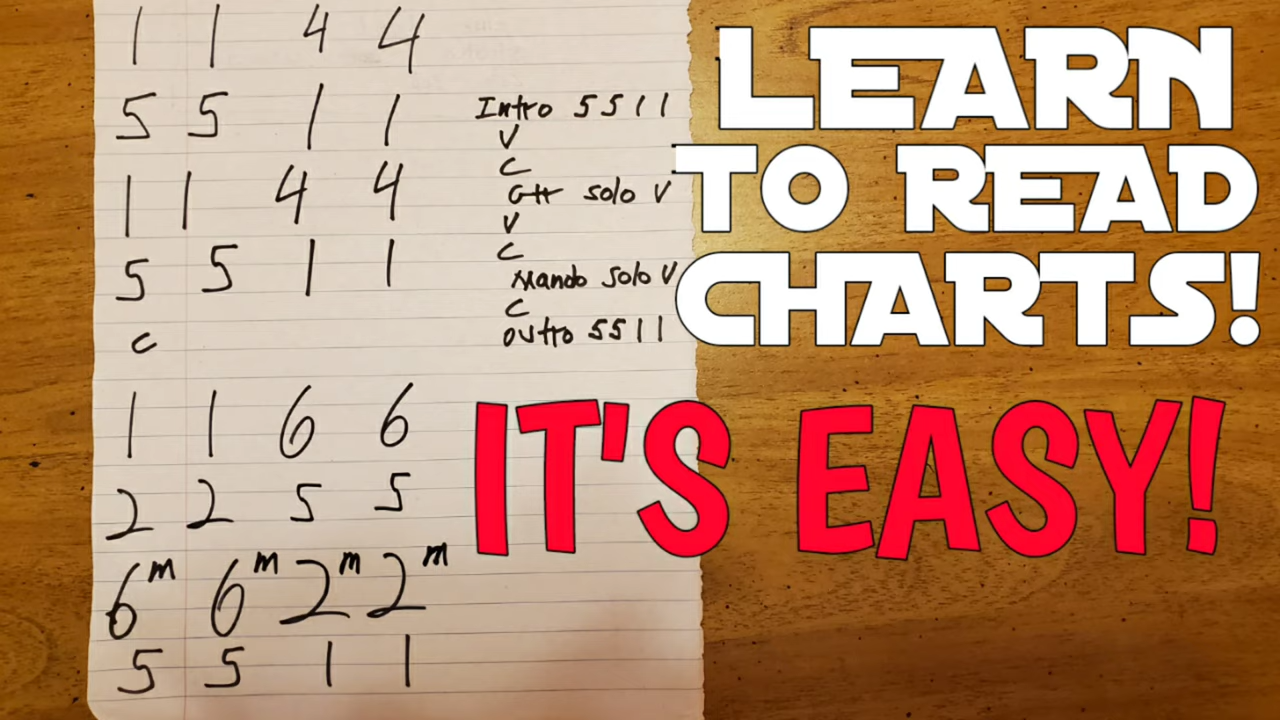 1 1 4 4
5 5 1 1
1 1 4 4
5 5 1 1
C
1 1 6 6
2 2 5 5
6m 6m 2m 2m
5 5 1 1
Intro 5 5 1 1
V
C
Gtr solo V
V
C
Mando solo V
C
outro 5 5 1 1
LEARN
TO READ
CHARTS!
IT'S EASY!